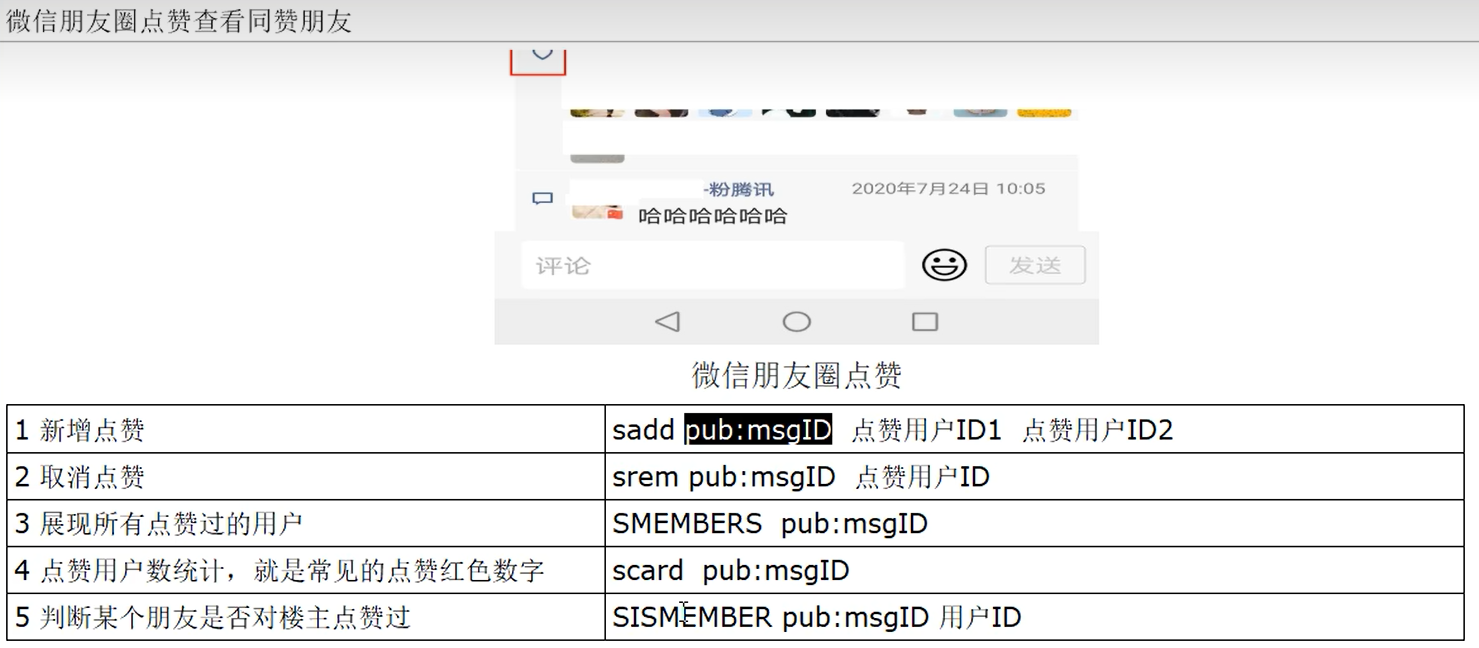 微信朋友圈点赞查看同赞朋友
-粉腾讯 2020年7月24日 10:05
哈哈哈哈哈哈
评论 发送
微信朋友圈点赞
1 新增点赞 sadd pub:msgID 点赞用户ID1 点赞用户ID2
2 取消点赞 srem pub:msgID 点赞用户ID
3 展现所有点赞过的用户 SMEMBERS pub:msgID
4 点赞用户数统计，就是常见的点赞红色数字 scard pub:msgID
5 判断某个朋友是否对楼主点赞过 SISMEMBER pub:msgID 用户ID